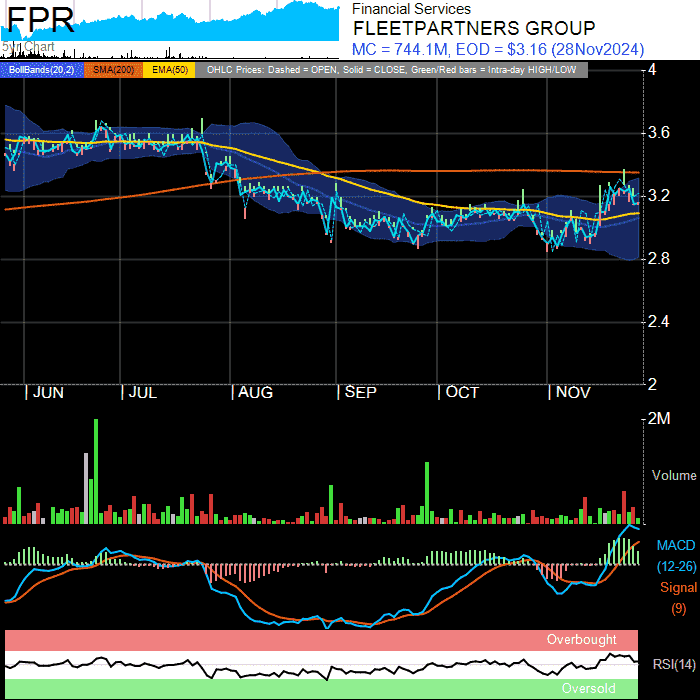 FPR
5yr Chart
Financial Services
FLEETPARTNERS GROUP
MC = 744.1M, EOD = $3.16 (28Nov2024)
BollBands(20,2) SMA(200) EMA(50) OHLC Prices: Dashed = OPEN, Solid = CLOSE, Green/Red bars = Intra-day HIGH/LOW
4
3.6
3.2
2.8
2.4
2
JUN JUL AUG SEP OCT NOV
2M
Volume
MACD
(12-26)
Signal
(9)
Overbought
RSI(14)
Oversold